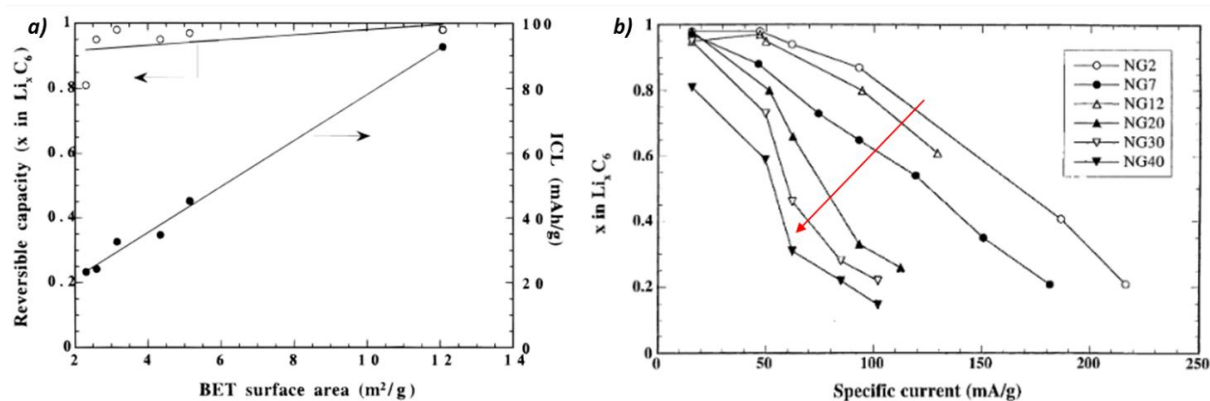 a)
Reversible capacity (x in LixC6)
1
0.8
0.6
0.4
0.2
0
2 4 6 8 10 12 14
BET surface area (m²/g)
100
80
60
40
20
0
ICL (mAh/g)
b)
x in LixC6
1
0.8
0.6
0.4
0.2
0
0 50 100 150 200 250
Specific current (mA/g)
NG2
NG7
NG12
NG20
NG30
NG40